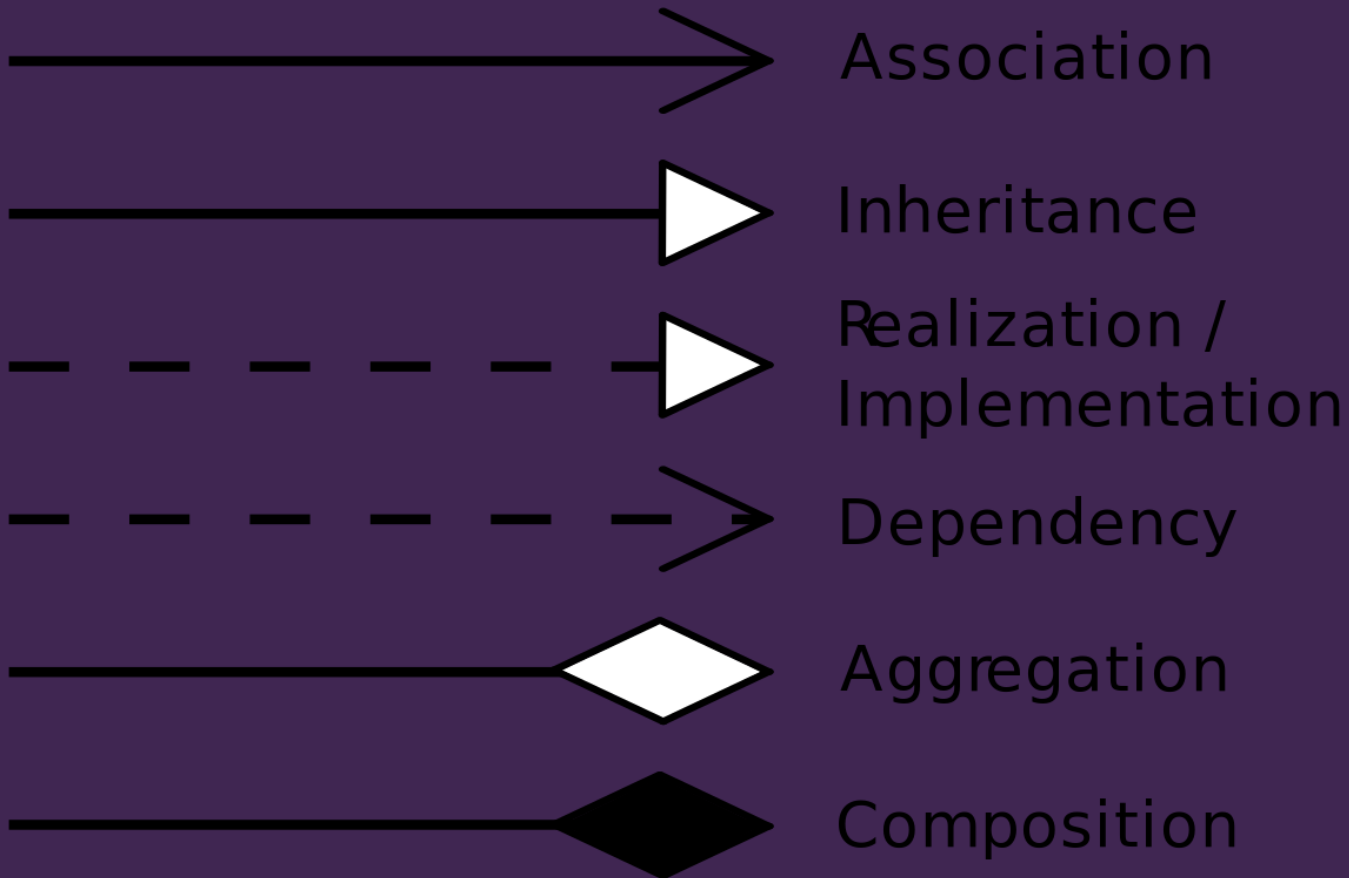 Association
Inheritance
Realization /
Implementation
Dependency
Aggregation
Composition